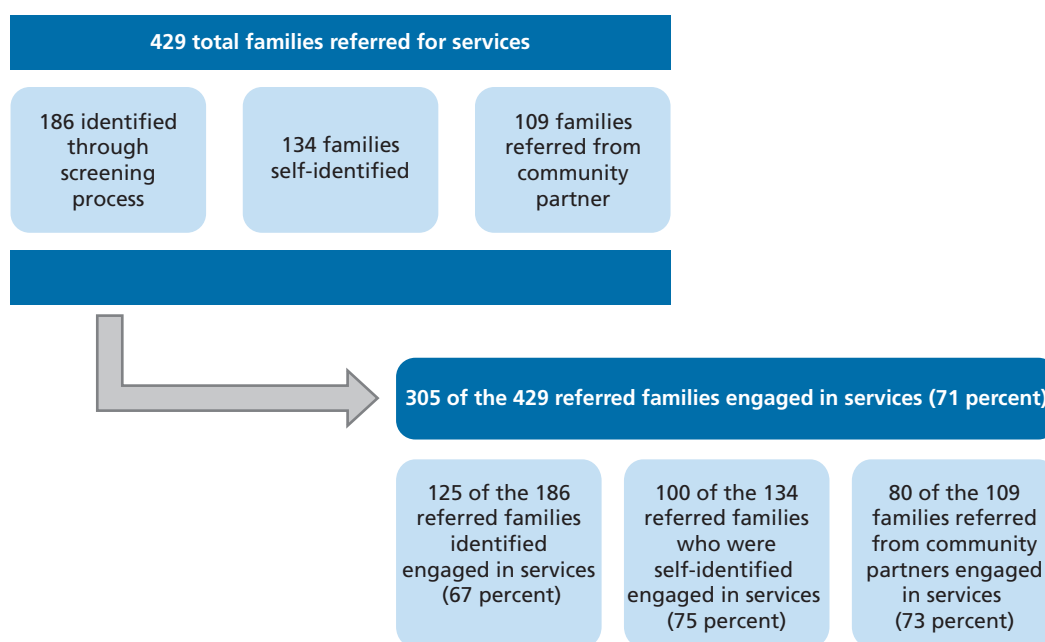 429 total families referred for services
186 identified
through
screening
process
134 families
self-identified
109 families
referred from
community
partner
305 of the 429 referred families engaged in services (71 percent)
125 of the 186
referred families
identified
engaged in services
(67 percent)
100 of the 134
referred families
who were
self-identified
engaged in services
(75 percent)
80 of the 109
families referred
from community
partners engaged
in services
(73 percent)